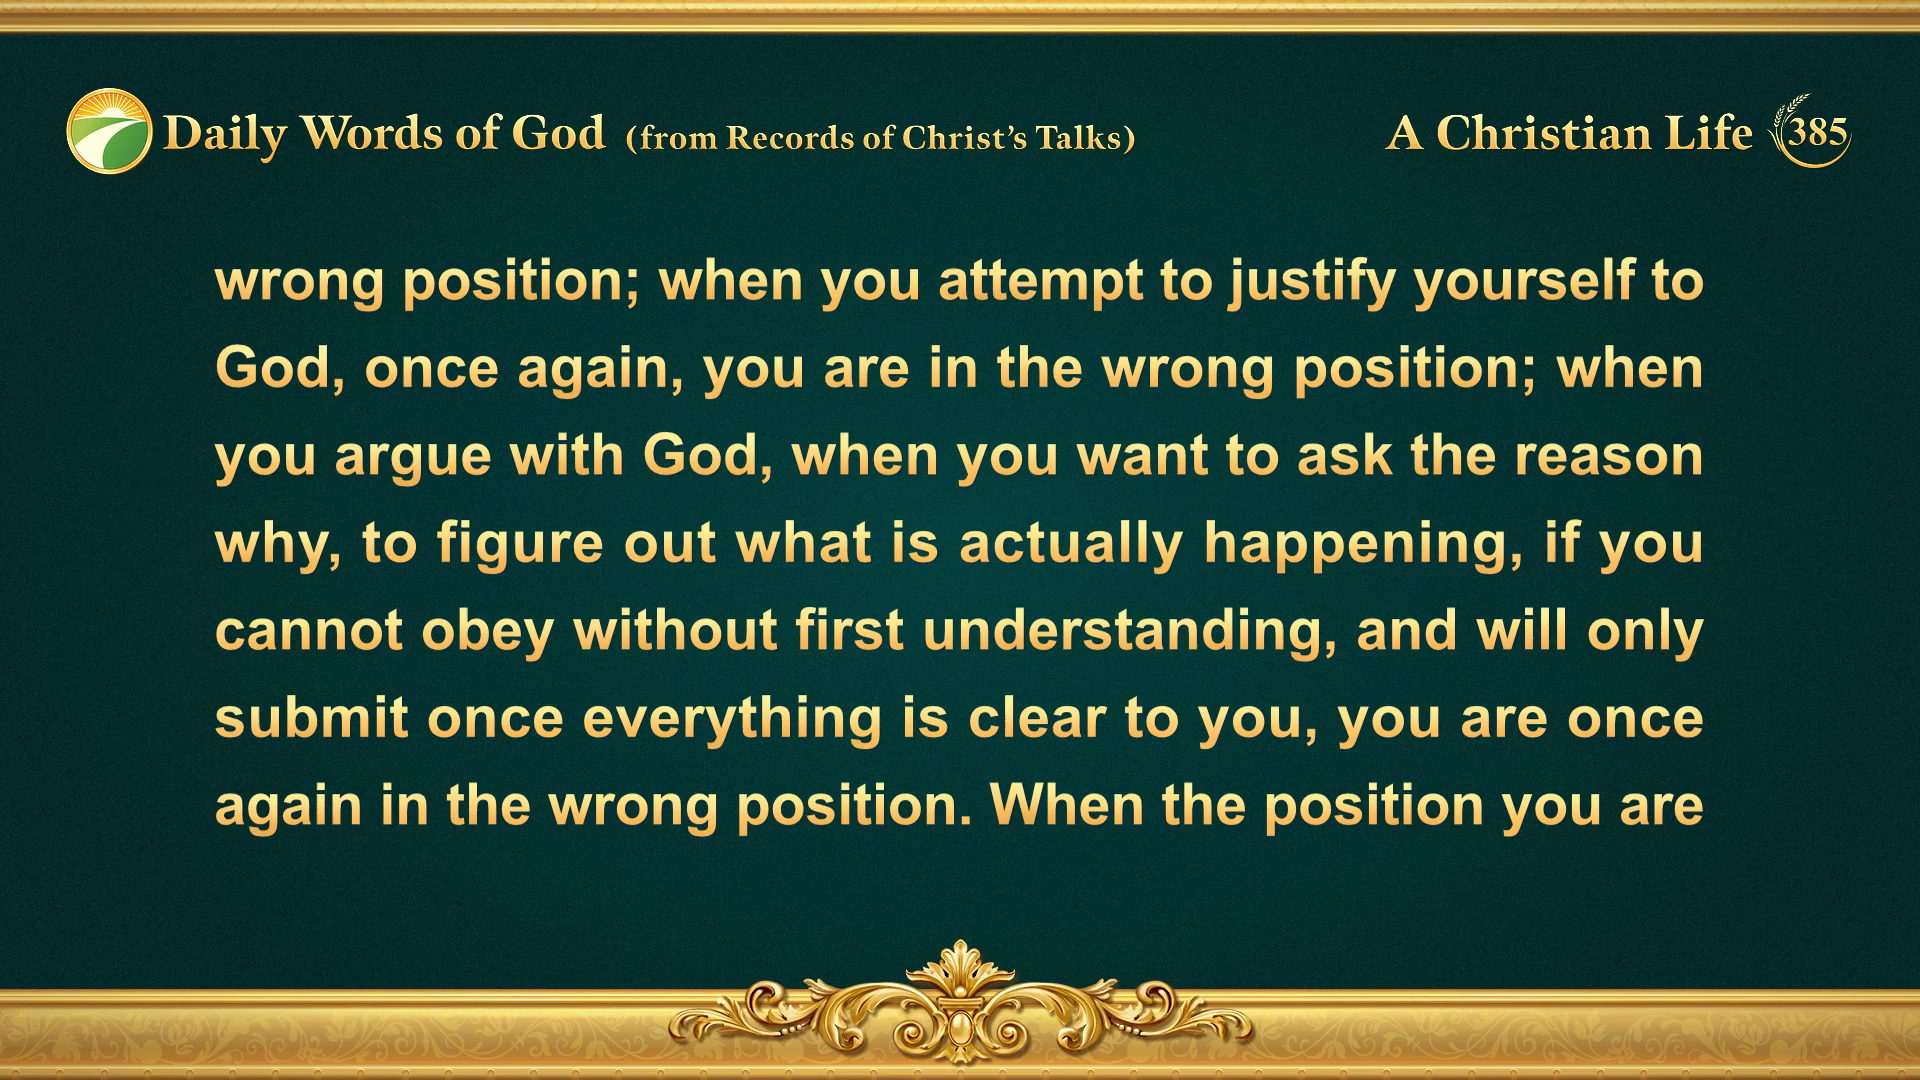 Daily Words of God (from Records of Christ's Talks)
A Christian Life 385
wrong position; when you attempt to justify yourself to
God, once again, you are in the wrong position; when
you argue with God, when you want to ask the reason
why, to figure out what is actually happening, if you
cannot obey without first understanding, and will only
submit once everything is clear to you, you are once
again in the wrong position. When the position you are